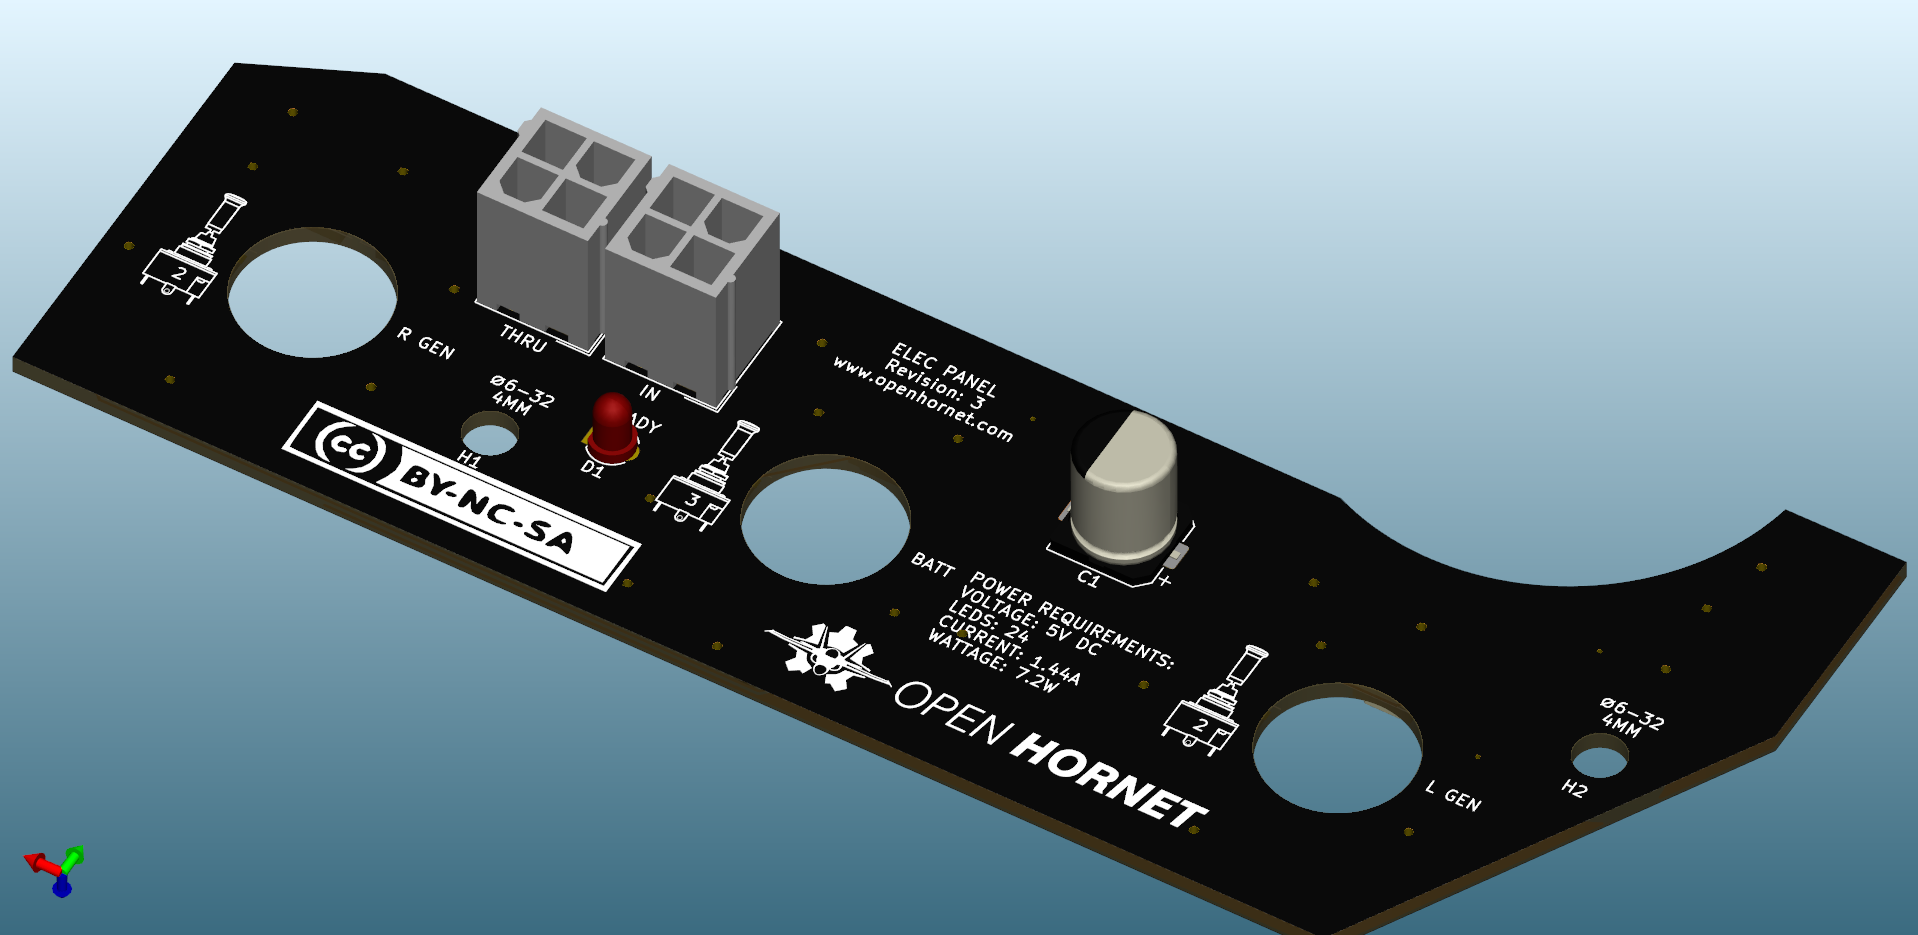 2
R GEN
THRU
IN
ø6-32
4MM
H1
D1
ADY
CC
BY-NC-SA
3
ELEC PANEL
Revision: 3
www.openhornet.com
BATT
C1
+
POWER REQUIREMENTS:
VOLTAGE: 5V DC
LEDS: 24
CURRENT: 1.44A
WATTAGE: 7.2W
OPEN HORNET
2
L GEN
ø6-32
4MM
H2